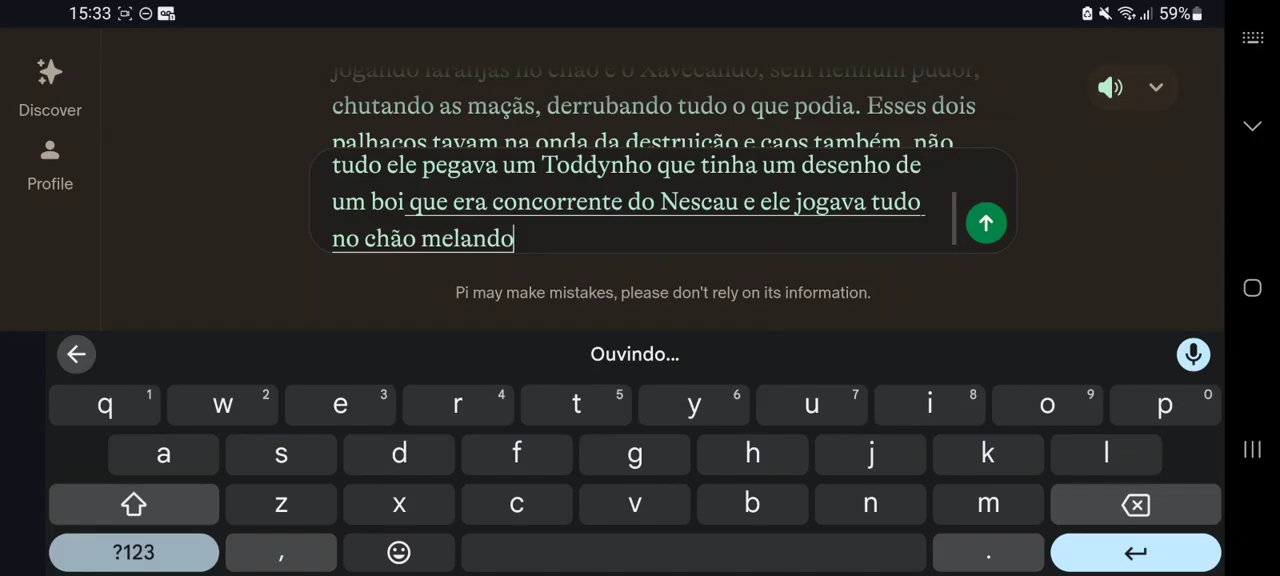 15:33
59%
Discover
Profile
jogando laranjas no chão e o Xavecando, sem nenhum pudor,
chutando as maçãs, derrubando tudo o que podia. Esses dois
palhaços tavam na onda da destruição e caos também, não
tudo ele pegava um Toddynho que tinha um desenho de
um boi que era concorrente do Nescau e ele jogava tudo
no chão melando
Pi may make mistakes, please don't rely on its information.
Ouvindo...
q 1 w 2 e 3 r 4 t 5 y 6 u 7 i 8 o 9 p 0
a s d f g h j k l
z x c v b n m
?123 , .